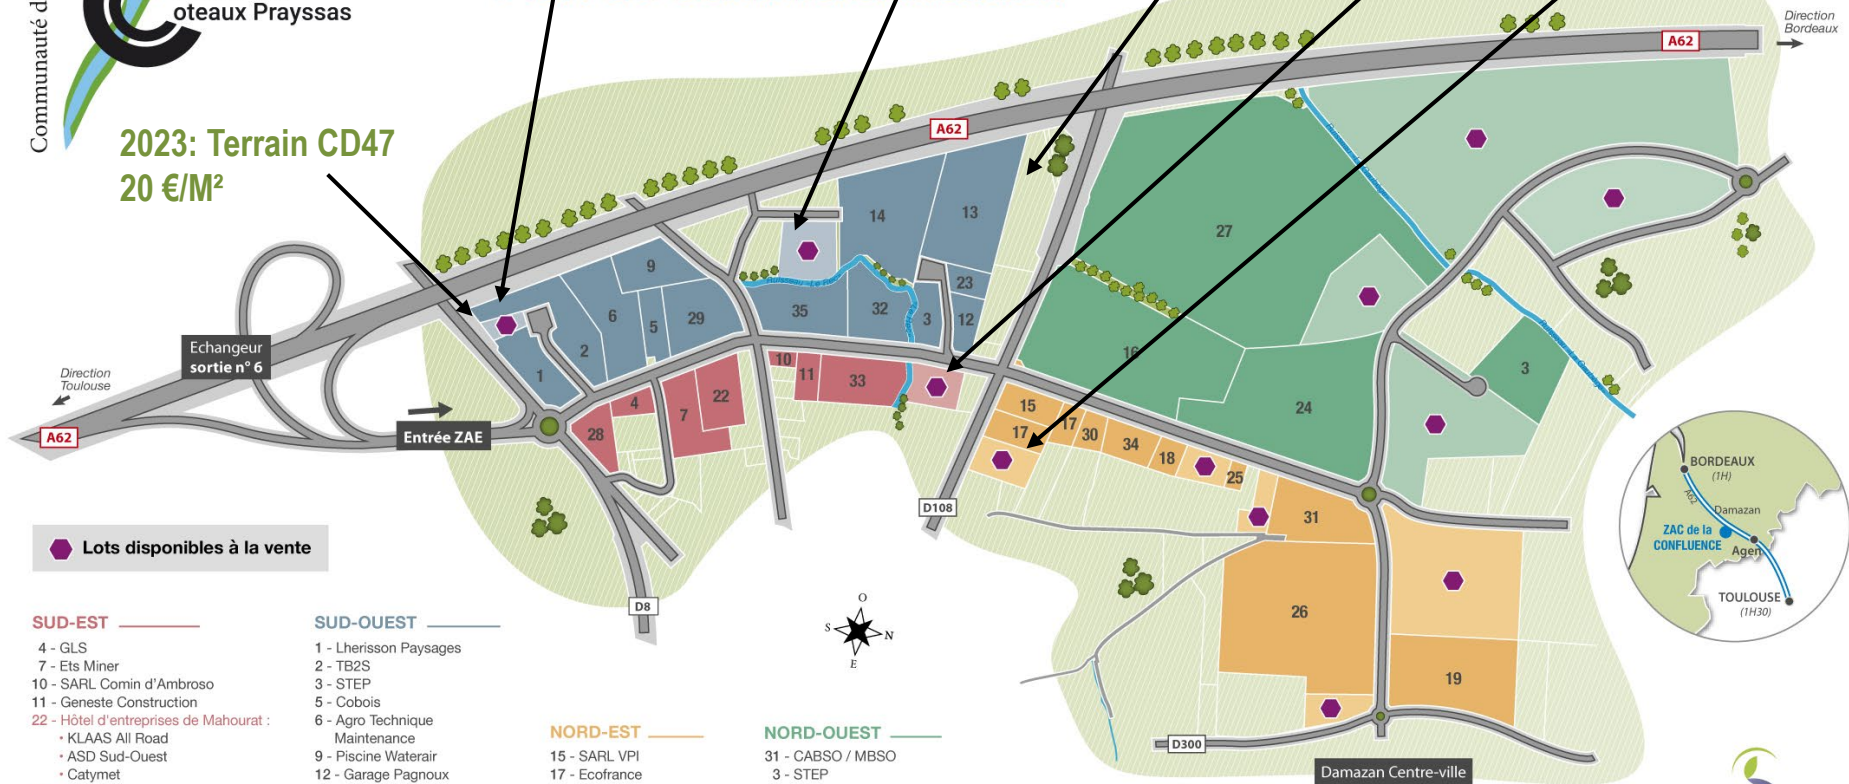 Communauté d
oteaux Prayssas
2023: Terrain CD47
20 €/M²
Direction
Bordeaux
A62
A62
14
13
27
9
6
5
29
2
1
35
32
3
23
12
16
24
3
10
11
33
4
7
22
28
15
17
17
30
34
18
25
31
26
19
Echangeur
sortie n° 6
Direction
Toulouse
A62
Entrée ZAE
D108
D8
D300
Damazan Centre-ville
Lots disponibles à la vente
O
S
N
E
BORDEAUX
(1H)
A62
Damazan
ZAC de la
CONFLUENCE
Agen
TOULOUSE
(1H30)
SUD-EST
4 - GLS
7 - Ets Miner
10 - SARL Comin d'Ambroso
11 - Geneste Construction
22 - Hôtel d'entreprises de Mahourat :
• KLAAS All Road
• ASD Sud-Ouest
• Catymet
SUD-OUEST
1 - Lherisson Paysages
2 - TB2S
3 - STEP
5 - Cobois
6 - Agro Technique
Maintenance
9 - Piscine Waterair
12 - Garage Pagnoux
NORD-EST
15 - SARL VPI
17 - Ecofrance
NORD-OUEST
31 - CABSO / MBSO
3 - STEP